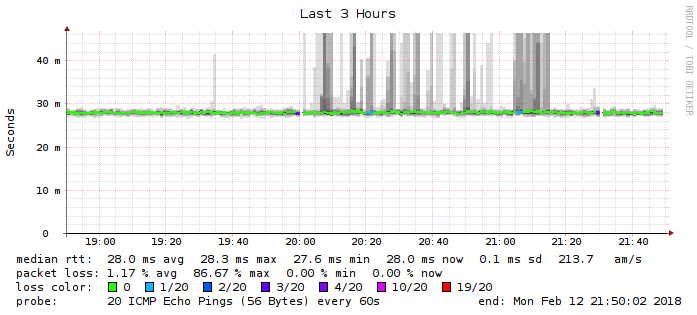 Last 3 Hours
RRDTOOL / TOBI OETIKER
Seconds
40 m
30 m
20 m
10 m
0
19:00 19:20 19:40 20:00 20:20 20:40 21:00 21:20 21:40
median rtt: 28.0 ms avg 28.3 ms max 27.6 ms min 28.0 ms now 0.1 ms sd 213.7 am/s
packet loss: 1.17 % avg 86.67 % max 0.00 % min 0.00 % now
loss color: 0 1/20 2/20 3/20 4/20 10/20 19/20
probe: 20 ICMP Echo Pings (56 Bytes) every 60s end: Mon Feb 12 21:50:02 2018